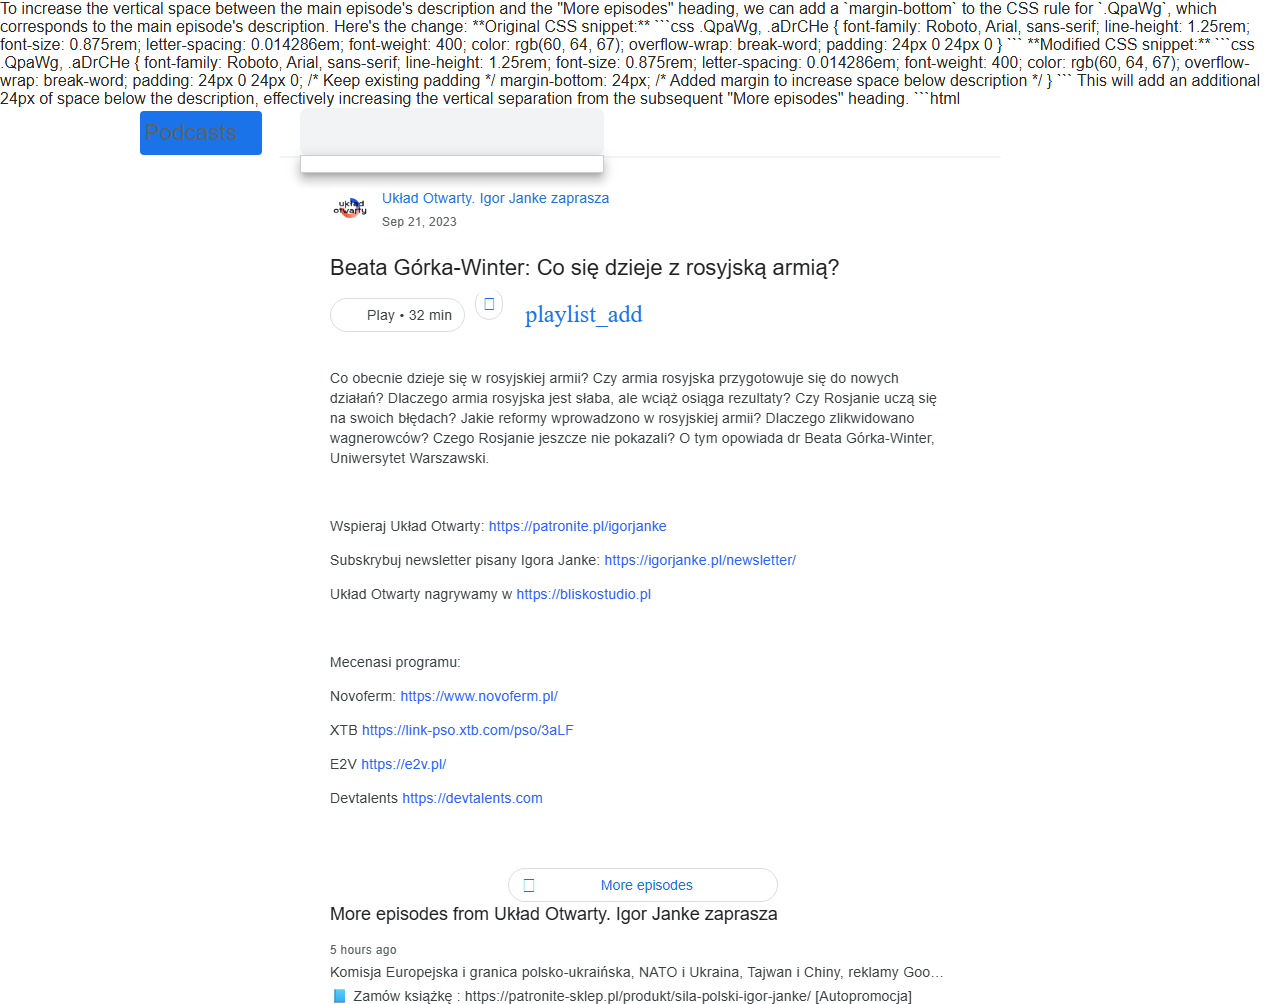 To increase the vertical space between the main episode's description and the "More episodes" heading, we can add a `margin-bottom` to the CSS rule for `.QpaWg`, which
corresponds to the main episode's description. Here's the change: **Original CSS snippet:** ```css .QpaWg, .aDrCHe { font-family: Roboto, Arial, sans-serif; line-height: 1.25rem;
font-size: 0.875rem; letter-spacing: 0.014286em; font-weight: 400; color: rgb(60, 64, 67); overflow-wrap: break-word; padding: 24px 0 24px 0 } ``` **Modified CSS snippet:** ```css
.QpaWg, .aDrCHe { font-family: Roboto, Arial, sans-serif; line-height: 1.25rem; font-size: 0.875rem; letter-spacing: 0.014286em; font-weight: 400; color: rgb(60, 64, 67); overflow-
wrap: break-word; padding: 24px 0 24px 0; /* Keep existing padding */ margin-bottom: 24px; /* Added margin to increase space below description */ } ``` This will add an additional
24px of space below the description, effectively increasing the vertical separation from the subsequent "More episodes" heading. ```html
Podcasts
układ otwarty
Układ Otwarty. Igor Janke zaprasza
Sep 21, 2023
Beata Górka-Winter: Co się dzieje z rosyjską armią?
Play • 32 min
playlist_add
Co obecnie dzieje się w rosyjskiej armii? Czy armia rosyjska przygotowuje się do nowych
działań? Dlaczego armia rosyjska jest słaba, ale wciąż osiąga rezultaty? Czy Rosjanie uczą się
na swoich błędach? Jakie reformy wprowadzono w rosyjskiej armii? Dlaczego zlikwidowano
wagnerowców? Czego Rosjanie jeszcze nie pokazali? O tym opowiada dr Beata Górka-Winter,
Uniwersytet Warszawski.
Wspieraj Układ Otwarty: https://patronite.pl/igorjanke
Subskrybuj newsletter pisany Igora Janke: https://igorjanke.pl/newsletter/
Układ Otwarty nagrywamy w https://bliskostudio.pl
Mecenasi programu:
Novoferm: https://www.novoferm.pl/
XTB https://link-pso.xtb.com/pso/3aLF
E2V https://e2v.pl/
Devtalents https://devtalents.com
More episodes
More episodes from Układ Otwarty. Igor Janke zaprasza
5 hours ago
Komisja Europejska i granica polsko-ukraińska, NATO i Ukraina, Tajwan i Chiny, reklamy Goo…
📘 Zamów książkę : https://patronite-sklep.pl/produkt/sila-polski-igor-janke/ [Autopromocja]